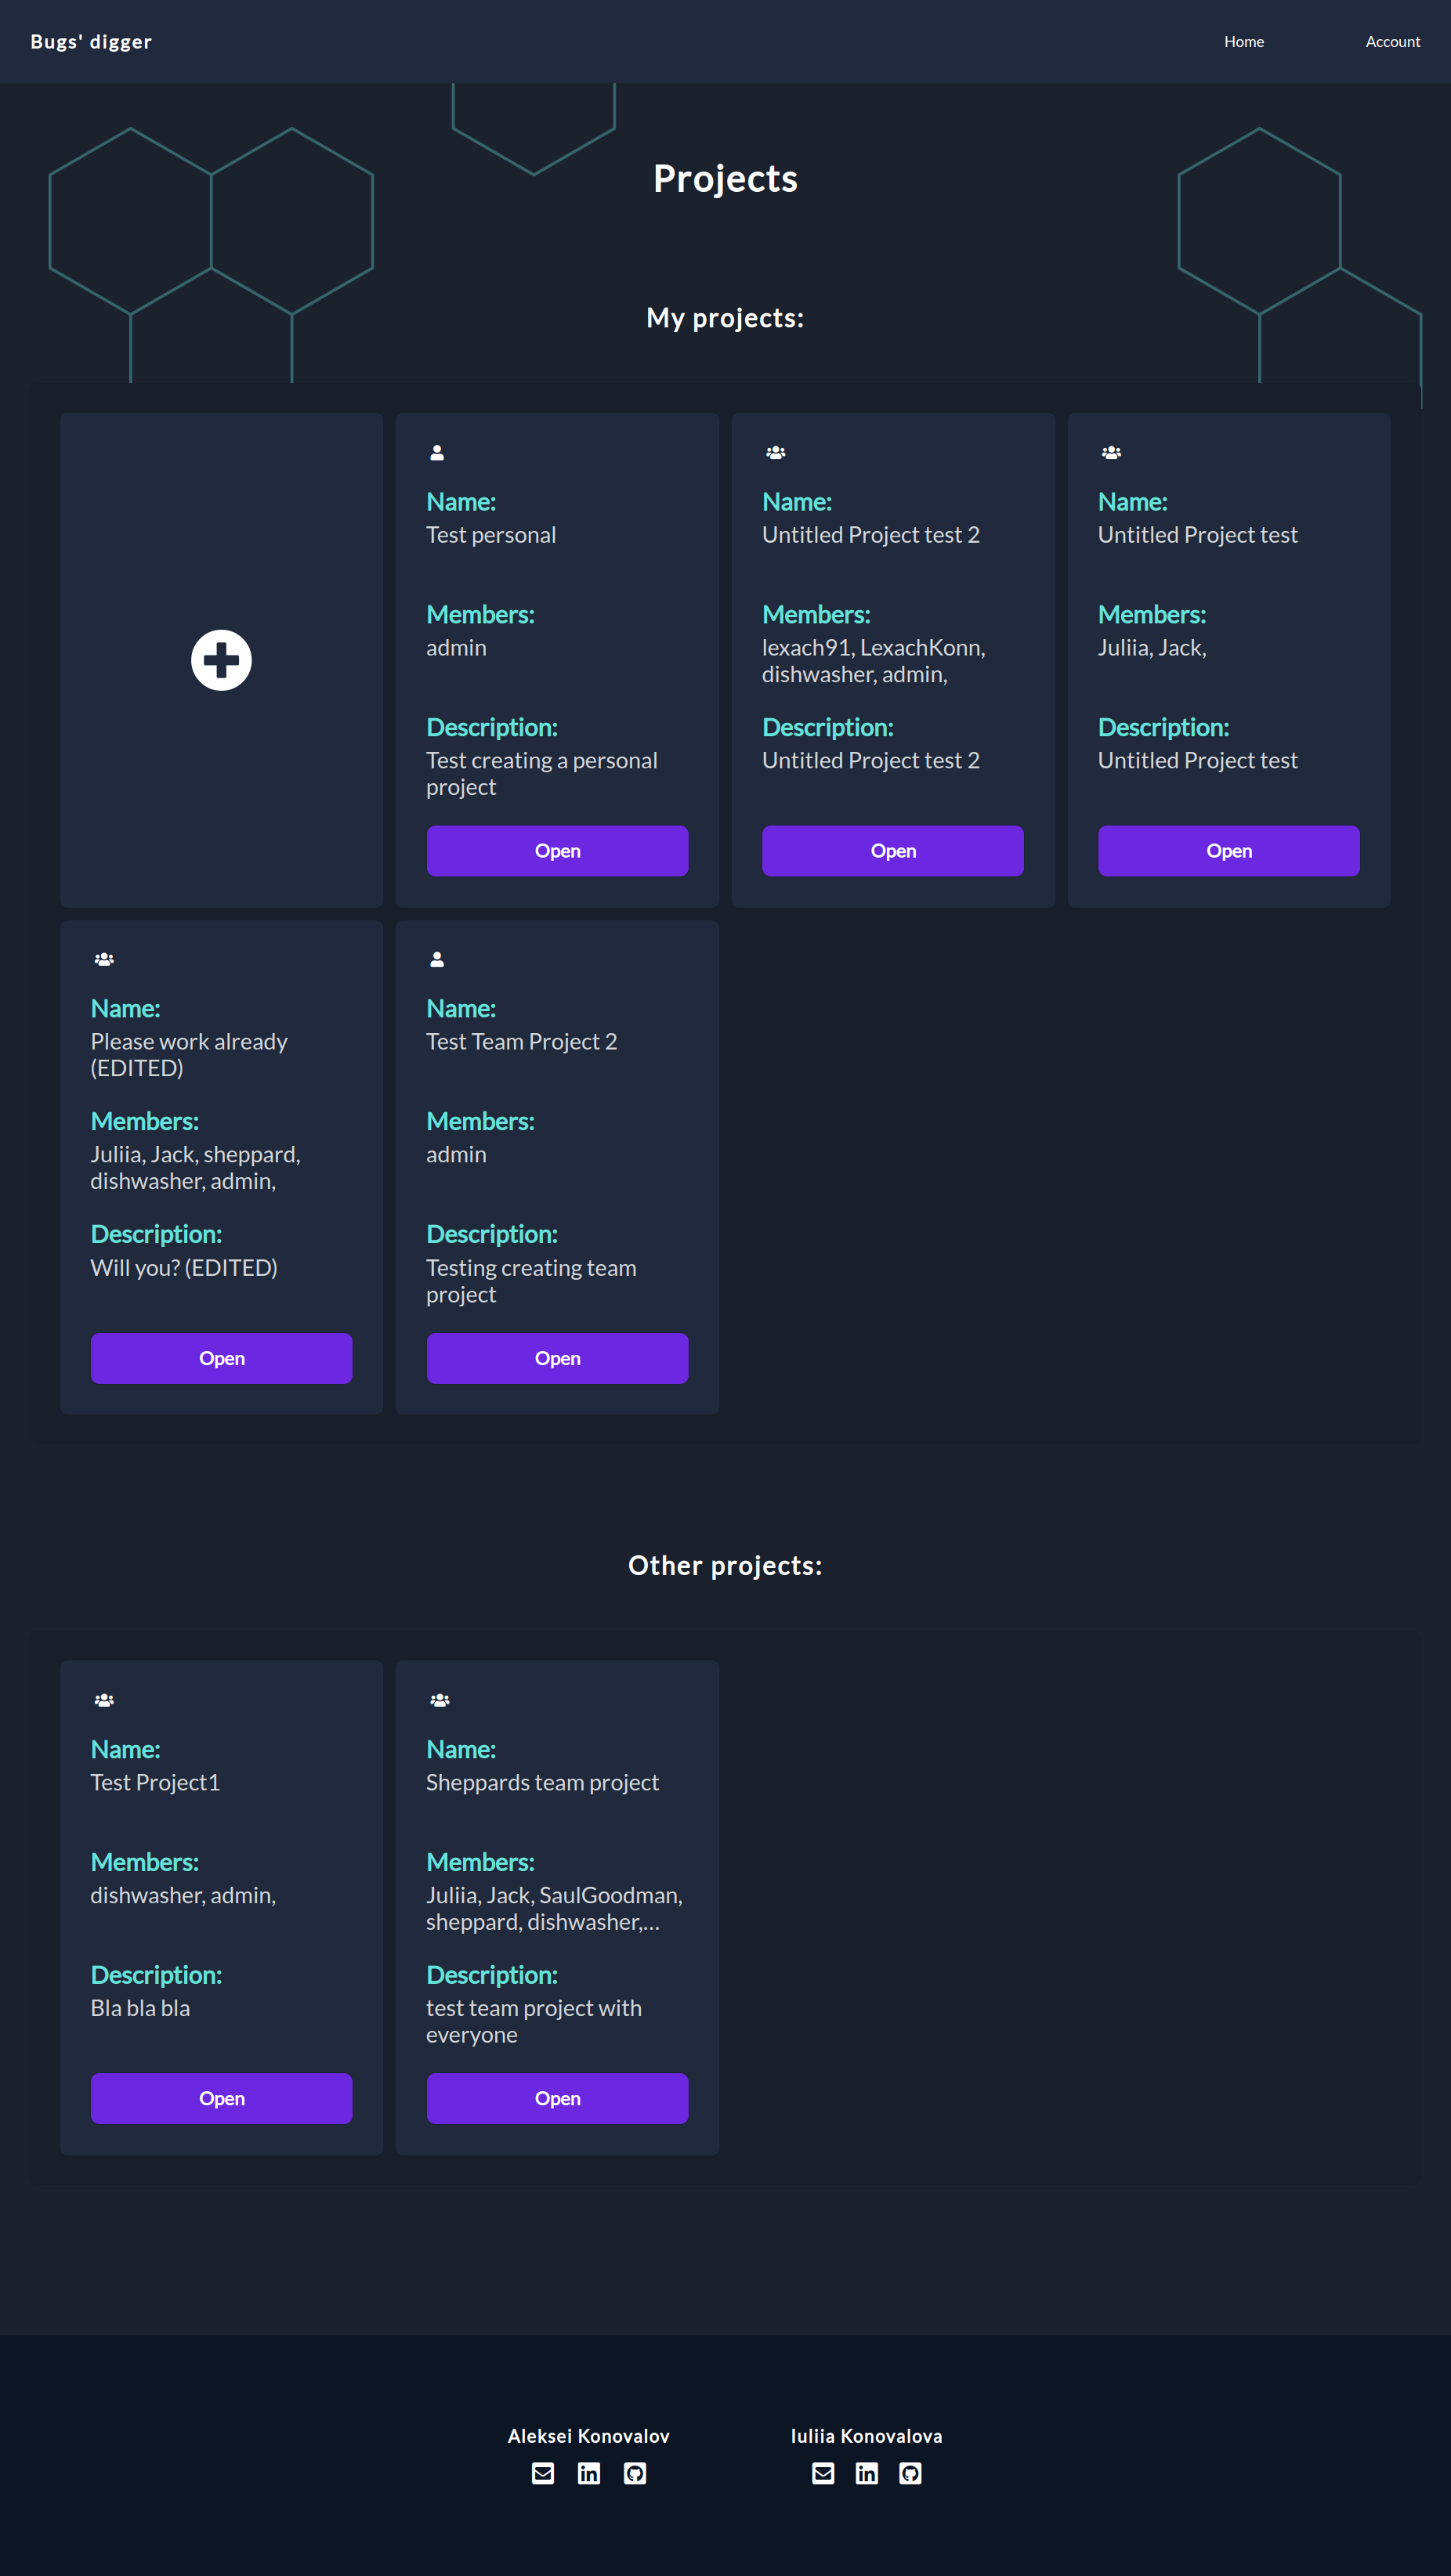 Bugs' digger
Home
Account
Projects
My projects:
Name:
Test personal
Members:
admin
Description:
Test creating a personal
project
Open
Name:
Untitled Project test 2
Members:
lexach91, LexachKonn,
dishwasher, admin,
Description:
Untitled Project test 2
Open
Name:
Untitled Project test
Members:
Juliia, Jack,
Description:
Untitled Project test
Open
Name:
Please work already
(EDITED)
Members:
Juliia, Jack, sheppard,
dishwasher, admin,
Description:
Will you? (EDITED)
Open
Name:
Test Team Project 2
Members:
admin
Description:
Testing creating team
project
Open
Other projects:
Name:
Test Project1
Members:
dishwasher, admin,
Description:
Bla bla bla
Open
Name:
Sheppards team project
Members:
Juliia, Jack, SaulGoodman,
sheppard, dishwasher,...
Description:
test team project with
everyone
Open
Aleksei Konovalov
Iuliia Konovalova